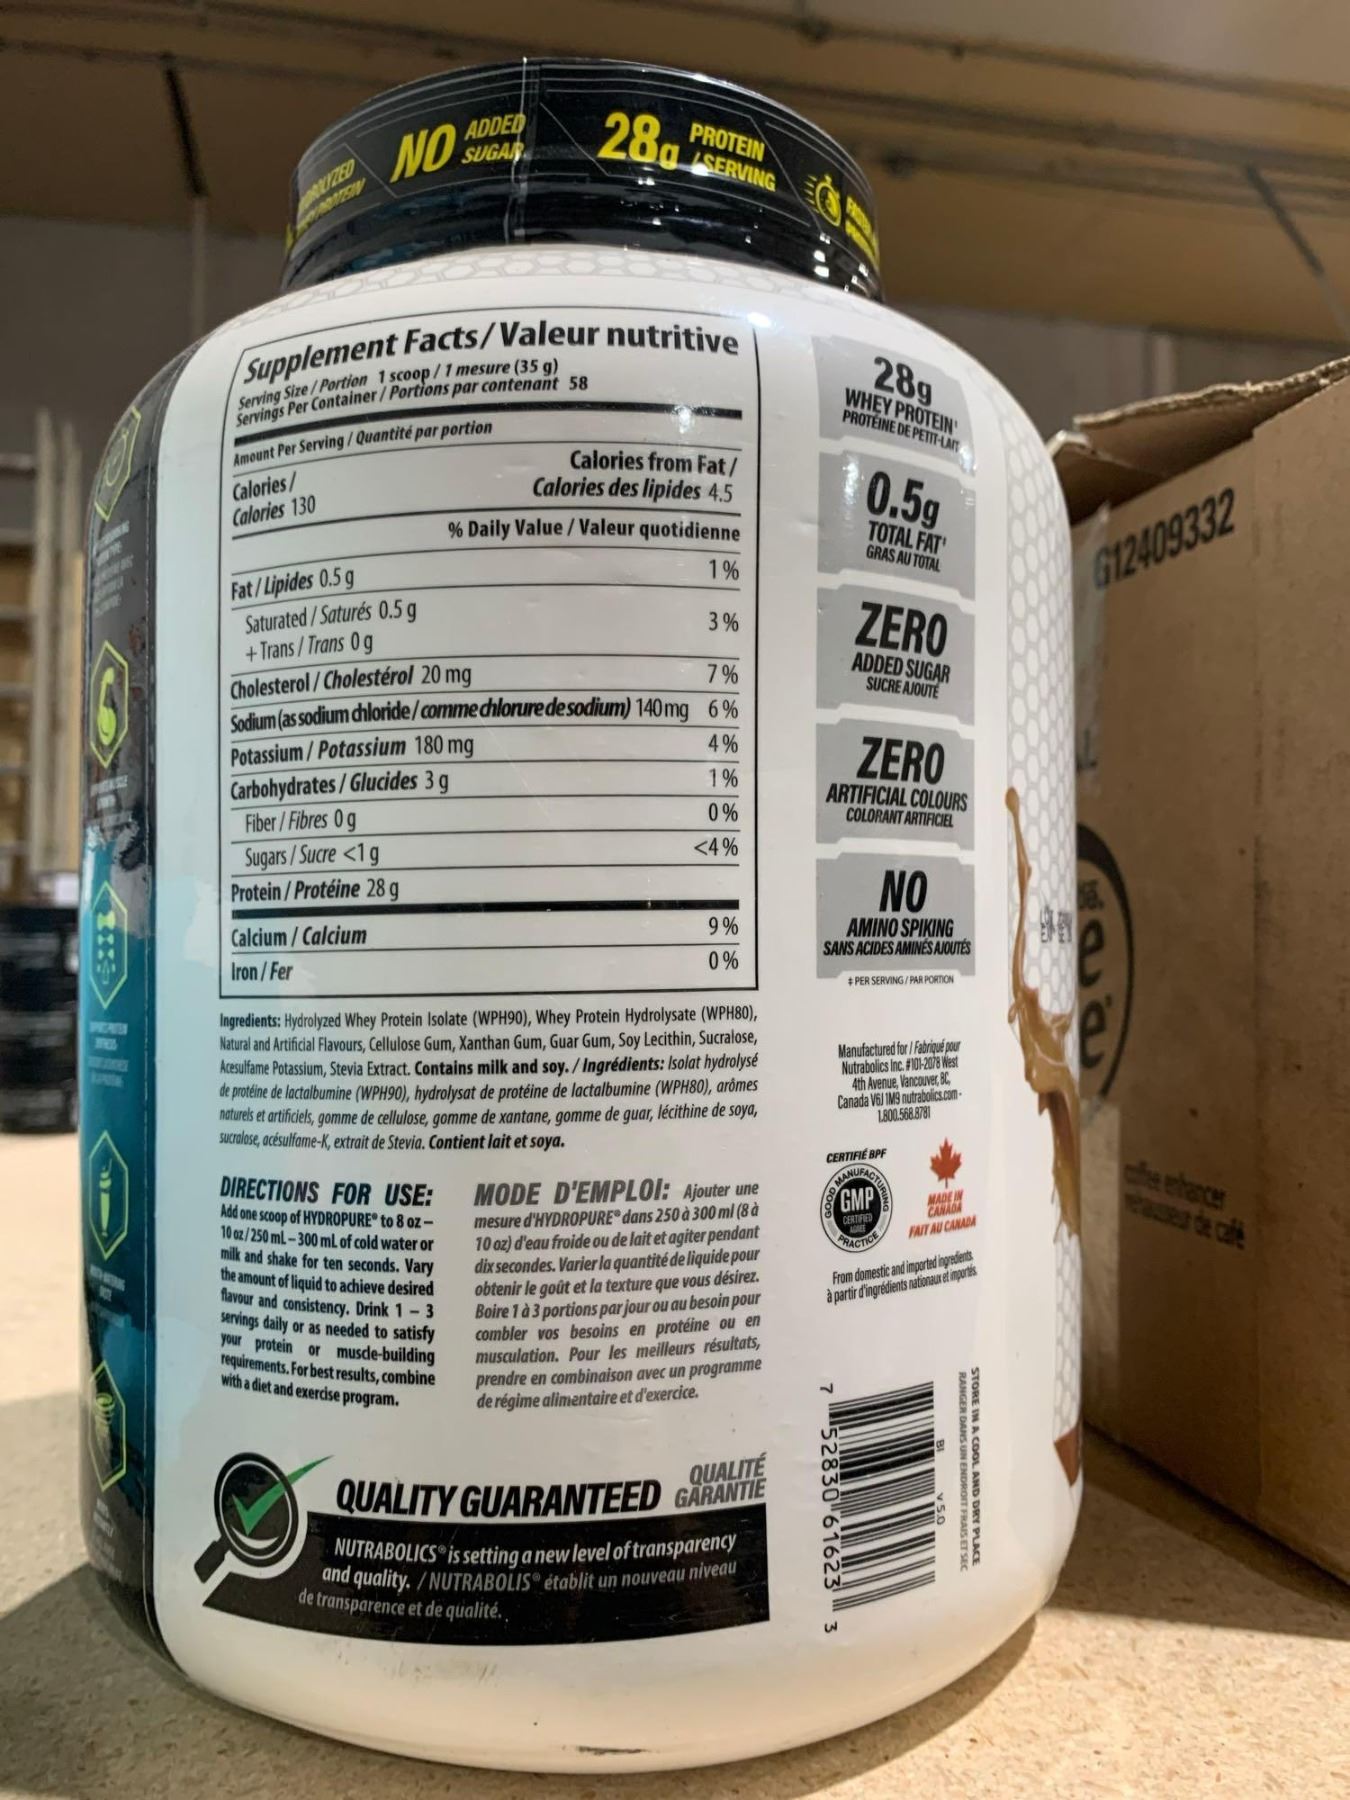 NO ADDED SUGAR
28g PROTEIN /SERVING
Supplement Facts / Valeur nutritive
Serving Size / Portion 1 scoop / 1 mesure (35 g)
Servings Per Container / Portions par contenant 58
Amount Per Serving / Quantité par portion
Calories /
Calories 130
Calories from Fat /
Calories des lipides 4.5
% Daily Value / Valeur quotidienne
Fat / Lipides 0.5 g 1 %
Saturated / Saturés 0.5 g
+ Trans / Trans 0 g 3 %
Cholesterol / Cholestérol 20 mg 7 %
Sodium (as sodium chloride / comme chlorure de sodium) 140 mg 6 %
Potassium / Potassium 180 mg 4 %
Carbohydrates / Glucides 3 g 1 %
Fiber / Fibres 0 g 0 %
Sugars / Sucre <1 g <4 %
Protein / Protéine 28 g
Calcium / Calcium 9 %
Iron / Fer 0 %
Ingredients: Hydrolyzed Whey Protein Isolate (WPH90), Whey Protein Hydrolysate (WPH80),
Natural and Artificial Flavours, Cellulose Gum, Xanthan Gum, Guar Gum, Soy Lecithin, Sucralose,
Acesulfame Potassium, Stevia Extract. Contains milk and soy. / Ingrédients: Isolat hydrolysé
de protéine de lactalbumine (WPH90), hydrolysat de protéine de lactalbumine (WPH80), arômes
naturels et artificiels, gomme de cellulose, gomme de xantane, gomme de guar, lécithine de soya,
sucralose, acésulfame-K, extrait de Stevia. Contient lait et soya.
DIRECTIONS FOR USE:
Add one scoop of HYDROPURE® to 8 oz –
10 oz / 250 mL – 300 mL of cold water or
milk and shake for ten seconds. Vary
the amount of liquid to achieve desired
flavour and consistency. Drink 1 – 3
servings daily or as needed to satisfy
your protein or muscle-building
requirements. For best results, combine
with a diet and exercise program.
MODE D'EMPLOI: Ajouter une
mesure d'HYDROPURE® dans 250 à 300 ml (8 à
10 oz) d'eau froide ou de lait et agiter pendant
dix secondes. Varier la quantité de liquide pour
obtenir le goût et la texture que vous désirez.
Boire 1 à 3 portions par jour ou au besoin pour
combler vos besoins en protéine ou en
musculation. Pour les meilleurs résultats,
prendre en combinaison avec un programme
de régime alimentaire et d'exercice.
QUALITY GUARANTEED QUALITÉ GARANTIE
NUTRABOLICS® is setting a new level of transparency
and quality. / NUTRABOLIS® établit un nouveau niveau
de transparence et de qualité.
28g
WHEY PROTEIN‡
PROTÉINE DE PETIT-LAIT
0.5g
TOTAL FAT‡
GRAS AU TOTAL
ZERO
ADDED SUGAR
SUCRE AJOUTÉ
ZERO
ARTIFICIAL COLOURS
COLORANT ARTIFICIEL
NO
AMINO SPIKING
SANS ACIDES AMINÉS AJOUTÉS
‡ PER SERVING / PAR PORTION
Manufactured for / Fabriqué pour
Nutrabolics Inc. #101-2078 West
4th Avenue, Vancouver, BC,
Canada V6J 1M9 nutrabolics.com -
1.800.568.8781
CERTIFIÉ BPF
GOOD MANUFACTURING
GMP
CERTIFIED
AGRÉÉ
PRACTICE
MADE IN
CANADA
FAIT AU CANADA
From domestic and imported ingredients.
à partir d'ingrédients nationaux et importés.
7 52830 61623 3
BI V 5.0
STORE IN A COOL AND DRY PLACE
RANGER DANS UN ENDROIT FRAIS ET SEC
G12409332
coffee enhancer
rehausseur de café